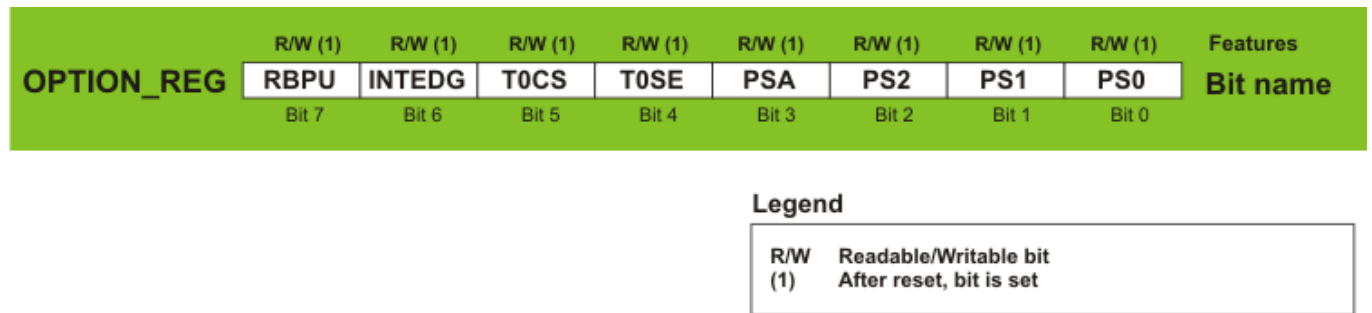 R/W (1) R/W (1) R/W (1) R/W (1) R/W (1) R/W (1) R/W (1) R/W (1) Features
OPTION_REG RBPU INTEDG T0CS T0SE PSA PS2 PS1 PS0 Bit name
Bit 7 Bit 6 Bit 5 Bit 4 Bit 3 Bit 2 Bit 1 Bit 0
Legend
R/W Readable/Writable bit
(1) After reset, bit is set